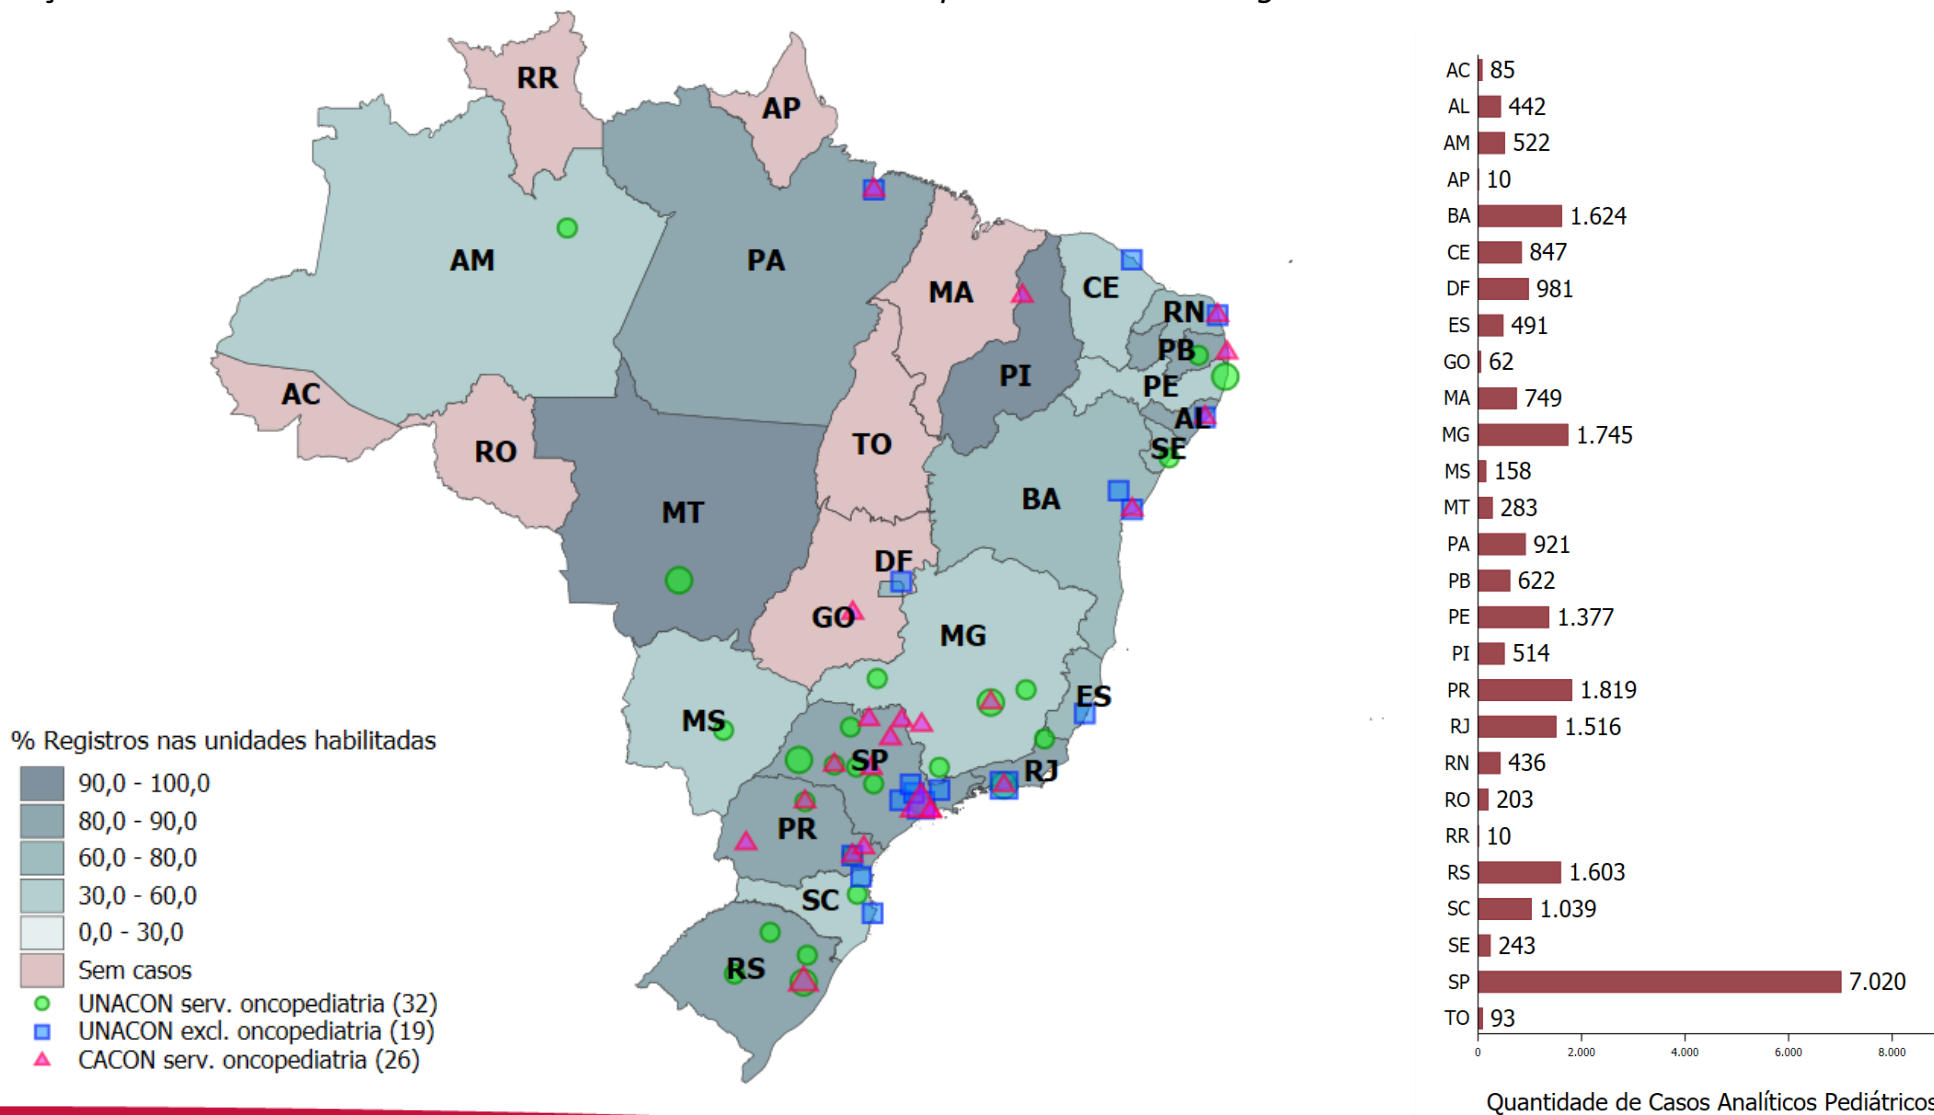 RR
AP
AM
PA
MA
CE
RN
PB
PI
PE
AC
AL
SE
RO
TO
BA
MT
DF
GO
MG
MS
ES
SP
RJ
PR
SC
RS
% Registros nas unidades habilitadas
90,0 - 100,0
80,0 - 90,0
60,0 - 80,0
30,0 - 60,0
0,0 - 30,0
Sem casos
UNACON serv. oncopediatria (32)
UNACON excl. oncopediatria (19)
CACON serv. oncopediatria (26)
AC 85
AL 442
AM 522
AP 10
BA 1.624
CE 847
DF 981
ES 491
GO 62
MA 749
MG 1.745
MS 158
MT 283
PA 921
PB 622
PE 1.377
PI 514
PR 1.819
RJ 1.516
RN 436
RO 203
RR 10
RS 1.603
SC 1.039
SE 243
SP 7.020
TO 93
0 2.000 4.000 6.000 8.000
Quantidade de Casos Analíticos Pediátricos